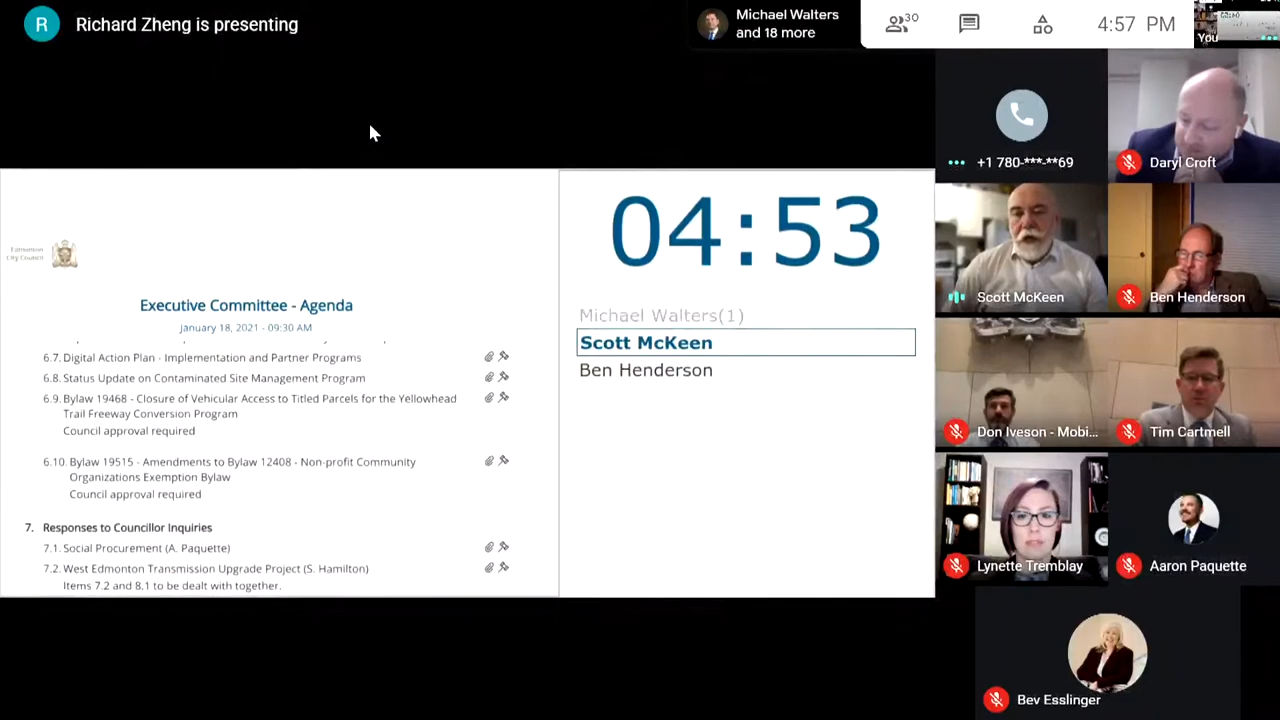 R
Richard Zheng is presenting
Michael Walters
and 18 more
30
4:57 PM
You
+1 780-***-**69
Daryl Croft
Scott McKeen
Ben Henderson
Don Iveson - Mobi...
Tim Cartmell
Lynette Tremblay
Aaron Paquette
Bev Esslinger
Edmonton
City Council
Executive Committee - Agenda
January 18, 2021 - 09:30 AM
6.7. Digital Action Plan - Implementation and Partner Programs
6.8. Status Update on Contaminated Site Management Program
6.9. Bylaw 19468 - Closure of Vehicular Access to Titled Parcels for the Yellowhead
Trail Freeway Conversion Program
Council approval required
6.10. Bylaw 19515 - Amendments to Bylaw 12408 - Non-profit Community
Organizations Exemption Bylaw
Council approval required
7. Responses to Councillor Inquiries
7.1. Social Procurement (A. Paquette)
7.2. West Edmonton Transmission Upgrade Project (S. Hamilton)
Items 7.2 and 8.1 to be dealt with together.
04:53
Michael Walters(1)
Scott McKeen
Ben Henderson